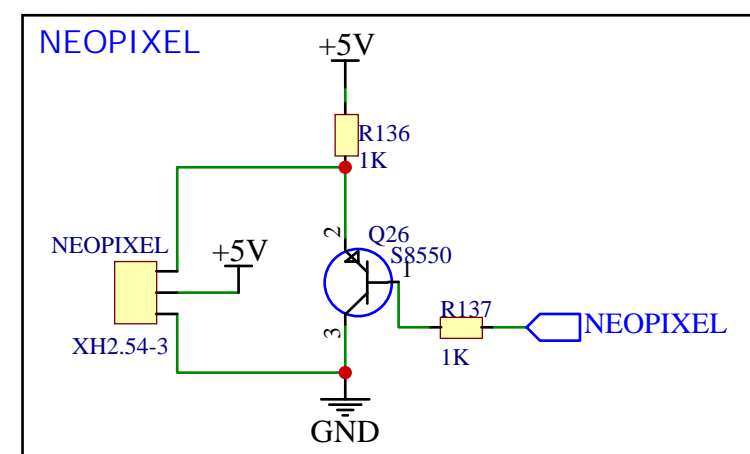 NEOPIXEL
+5V
R136
1K
NEOPIXEL
+5V
XH2.54-3
2
Q26
S8550
1
3
R137
1K
NEOPIXEL
GND